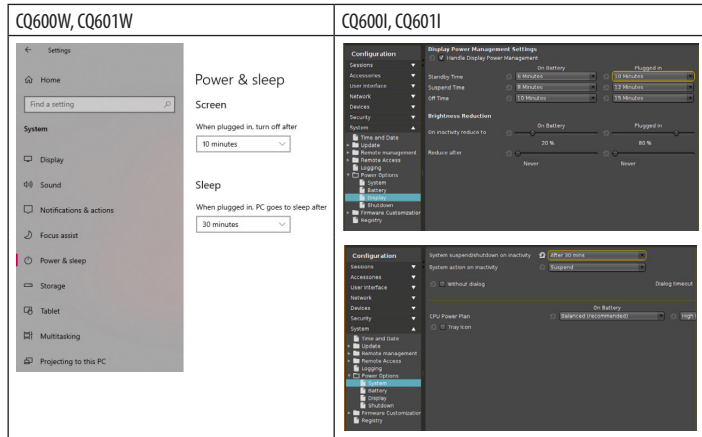 CQ600W, CQ601W
CQ600I, CQ601I
Settings
Home
Find a setting
System
Display
Sound
Notifications & actions
Focus assist
Power & sleep
Storage
Tablet
Multitasking
Projecting to this PC
Power & sleep
Screen
When plugged in, turn off after
10 minutes
Sleep
When plugged in, PC goes to sleep after
30 minutes
Configuration
Sessions
Accessories
User Interface
Network
Devices
Security
System
Time and Date
Update
Remote management
Remote Access
Logging
Power Options
System
Battery
Display
Shutdown
Firmware Customization
Registry
Display Power Management Settings
Handle Display Power Management
On Battery Plugged in
Standby Time 6 Minutes 10 Minutes
Suspend Time 8 Minutes 12 Minutes
Off Time 10 Minutes 15 Minutes
Brightness Reduction
On Battery Plugged in
On inactivity reduce to
20 % 80 %
Reduce after
Never Never
Configuration
Sessions
Accessories
User Interface
Network
Devices
Security
System
Time and Date
Update
Remote management
Remote Access
Logging
Power Options
System
Battery
Display
Shutdown
Firmware Customization
Registry
System suspend/shutdown on inactivity After 30 mins
System action on inactivity Suspend
Without dialog Dialog timeout
On Battery
CPU Power Plan Balanced (recommended) High
Tray icon